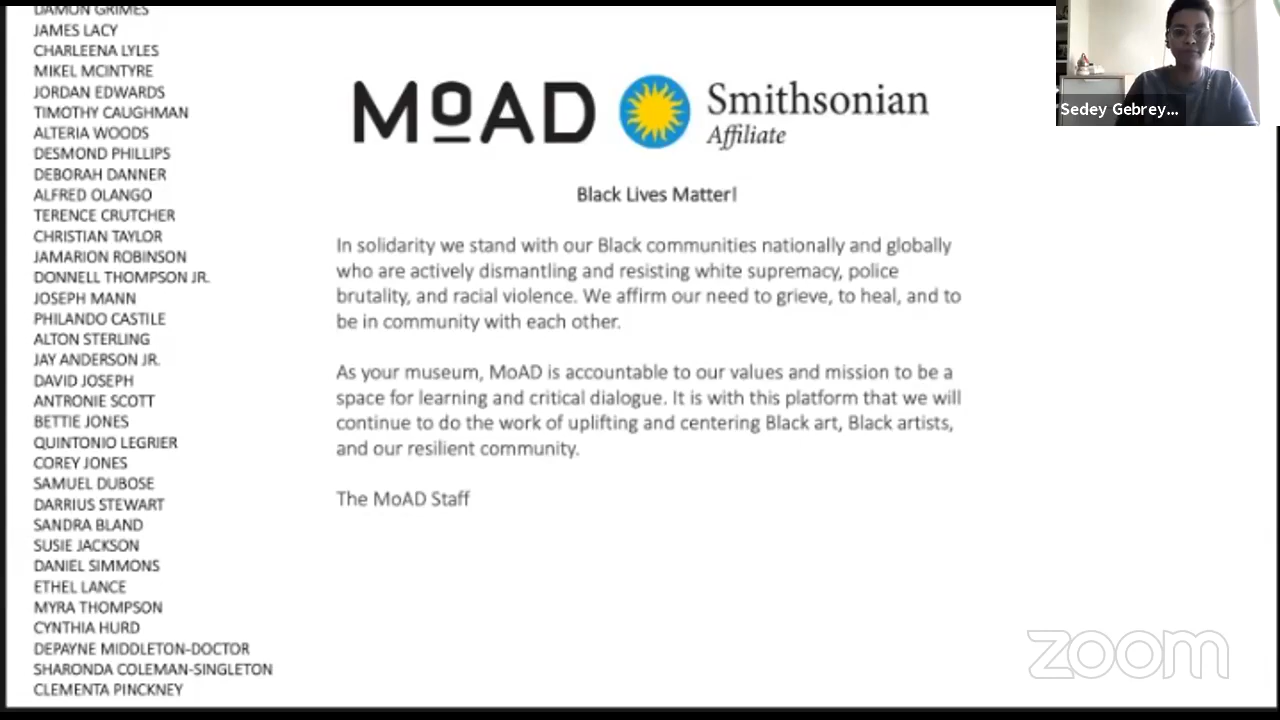 DAMON GRIMES
JAMES LACY
CHARLEENA LYLES
MIKEL MCINTYRE
JORDAN EDWARDS
TIMOTHY CAUGHMAN
ALTERIA WOODS
DESMOND PHILLIPS
DEBORAH DANNER
ALFRED OLANGO
TERENCE CRUTCHER
CHRISTIAN TAYLOR
JAMARION ROBINSON
DONNELL THOMPSON JR.
JOSEPH MANN
PHILANDO CASTILE
ALTON STERLING
JAY ANDERSON JR.
DAVID JOSEPH
ANTRONIE SCOTT
BETTIE JONES
QUINTONIO LEGRIER
COREY JONES
SAMUEL DUBOSE
DARRIUS STEWART
SANDRA BLAND
SUSIE JACKSON
DANIEL SIMMONS
ETHEL LANCE
MYRA THOMPSON
CYNTHIA HURD
DEPAYNE MIDDLETON-DOCTOR
SHARONDA COLEMAN-SINGLETON
CLEMENTA PINCKNEY
MoAD
Smithsonian
Affiliate
Black Lives Matter!
In solidarity we stand with our Black communities nationally and globally
who are actively dismantling and resisting white supremacy, police
brutality, and racial violence. We affirm our need to grieve, to heal, and to
be in community with each other.
As your museum, MoAD is accountable to our values and mission to be a
space for learning and critical dialogue. It is with this platform that we will
continue to do the work of uplifting and centering Black art, Black artists,
and our resilient community.
The MoAD Staff
Sedey Gebrey...
zoom